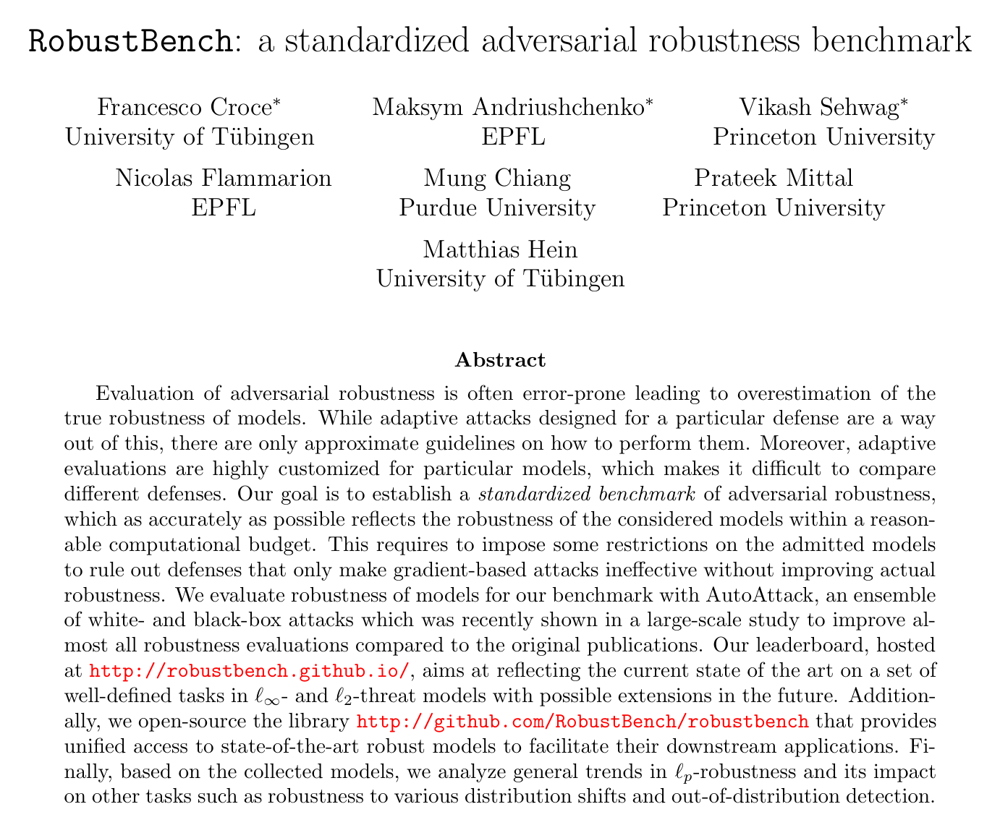 RobustBench: a standardized adversarial robustness benchmark
Francesco Croce* Maksym Andriushchenko* Vikash Sehwag*
University of Tübingen EPFL Princeton University
Nicolas Flammarion Mung Chiang Prateek Mittal
EPFL Purdue University Princeton University
Matthias Hein
University of Tübingen
Abstract
Evaluation of adversarial robustness is often error-prone leading to overestimation of the
true robustness of models. While adaptive attacks designed for a particular defense are a way
out of this, there are only approximate guidelines on how to perform them. Moreover, adaptive
evaluations are highly customized for particular models, which makes it difficult to compare
different defenses. Our goal is to establish a standardized benchmark of adversarial robustness,
which as accurately as possible reflects the robustness of the considered models within a reason-
able computational budget. This requires to impose some restrictions on the admitted models
to rule out defenses that only make gradient-based attacks ineffective without improving actual
robustness. We evaluate robustness of models for our benchmark with AutoAttack, an ensemble
of white- and black-box attacks which was recently shown in a large-scale study to improve al-
most all robustness evaluations compared to the original publications. Our leaderboard, hosted
at http://robustbench.github.io/, aims at reflecting the current state of the art on a set of
well-defined tasks in ℓ∞- and ℓ2-threat models with possible extensions in the future. Addition-
ally, we open-source the library http://github.com/RobustBench/robustbench that provides
unified access to state-of-the-art robust models to facilitate their downstream applications. Fi-
nally, based on the collected models, we analyze general trends in ℓp-robustness and its impact
on other tasks such as robustness to various distribution shifts and out-of-distribution detection.